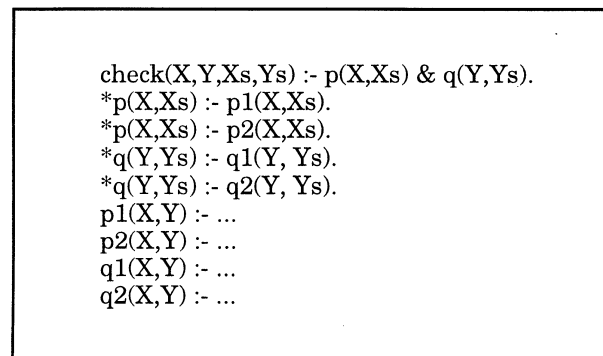 check(X,Y,Xs,Ys) :- p(X,Xs) & q(Y,Ys).
*p(X,Xs) :- p1(X,Xs).
*p(X,Xs) :- p2(X,Xs).
*q(Y,Ys) :- q1(Y, Ys).
*q(Y,Ys) :- q2(Y, Ys).
p1(X,Y) :- ...
p2(X,Y) :- ...
q1(X,Y) :- ...
q2(X,Y) :- ...